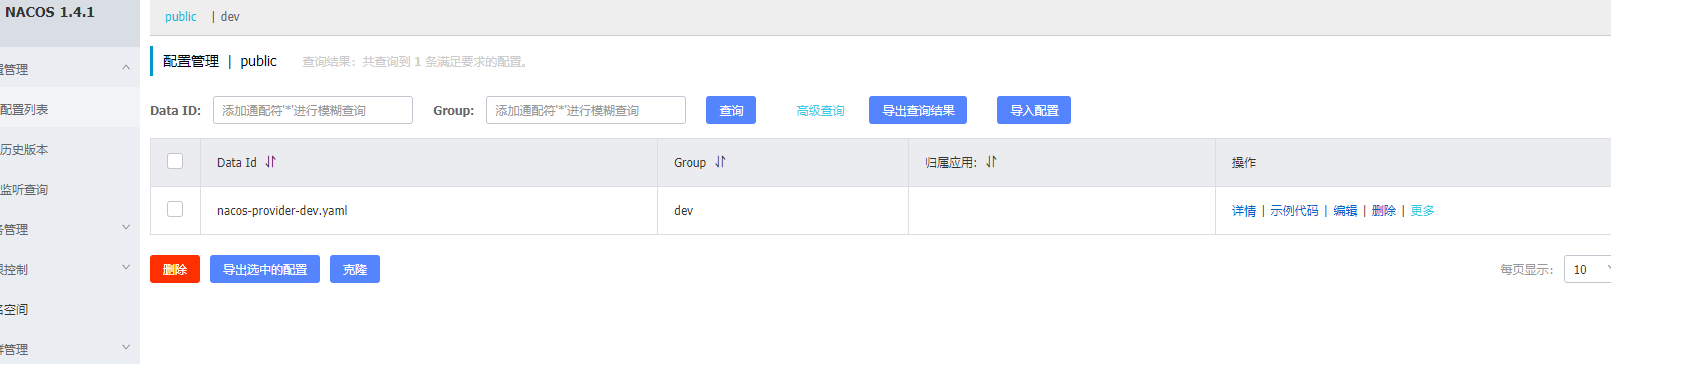 NACOS 1.4.1
public | dev
配置管理 | public 查询结果：共查询到 1 条满足要求的配置。
置管理
配置列表
历史版本
监听查询
务管理
限控制
名空间
群管理
Data ID: 添加通配符'*'进行模糊查询 Group: 添加通配符'*'进行模糊查询 查询 高级查询 导出查询结果 导入配置
Data Id Group 归属应用: 操作
nacos-provider-dev.yaml dev 详情 | 示例代码 | 编辑 | 删除 | 更多
删除 导出选中的配置 克隆 每页显示: 10